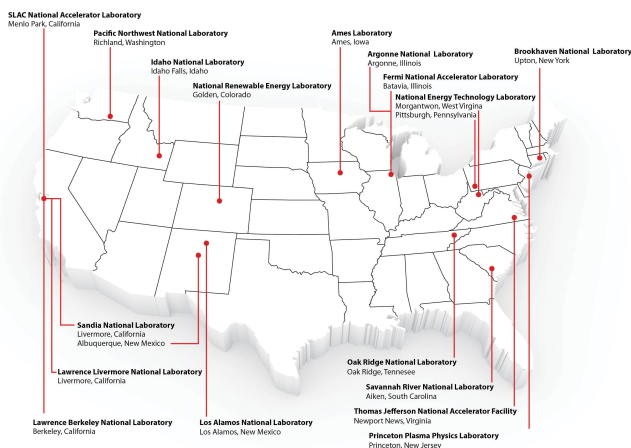 SLAC National Accelerator Laboratory
Menlo Park, California
Pacific Northwest National Laboratory
Richland, Washington
Idaho National Laboratory
Idaho Falls, Idaho
National Renewable Energy Laboratory
Golden, Colorado
Ames Laboratory
Ames, Iowa
Argonne National Laboratory
Argonne, Illinois
Fermi National Accelerator Laboratory
Batavia, Illinois
National Energy Technology Laboratory
Morgantwon, West Virgina
Pittsburgh, Pennsylvania
Brookhaven National Laboratory
Upton, New York
Sandia National Laboratory
Livermore, California
Albuquerque, New Mexico
Lawrence Livermore National Laboratory
Livermore, California
Lawrence Berkeley National Laboratory
Berkeley, California
Los Alamos National Laboratory
Los Alamos, New Mexico
Oak Ridge National Laboratory
Oak Ridge, Tennesee
Savannah River National Laboratory
Aiken, South Carolina
Thomas Jefferson National Accelerator Facility
Newport News, Virginia
Princeton Plasma Physics Laboratory
Princeton, New Jersey